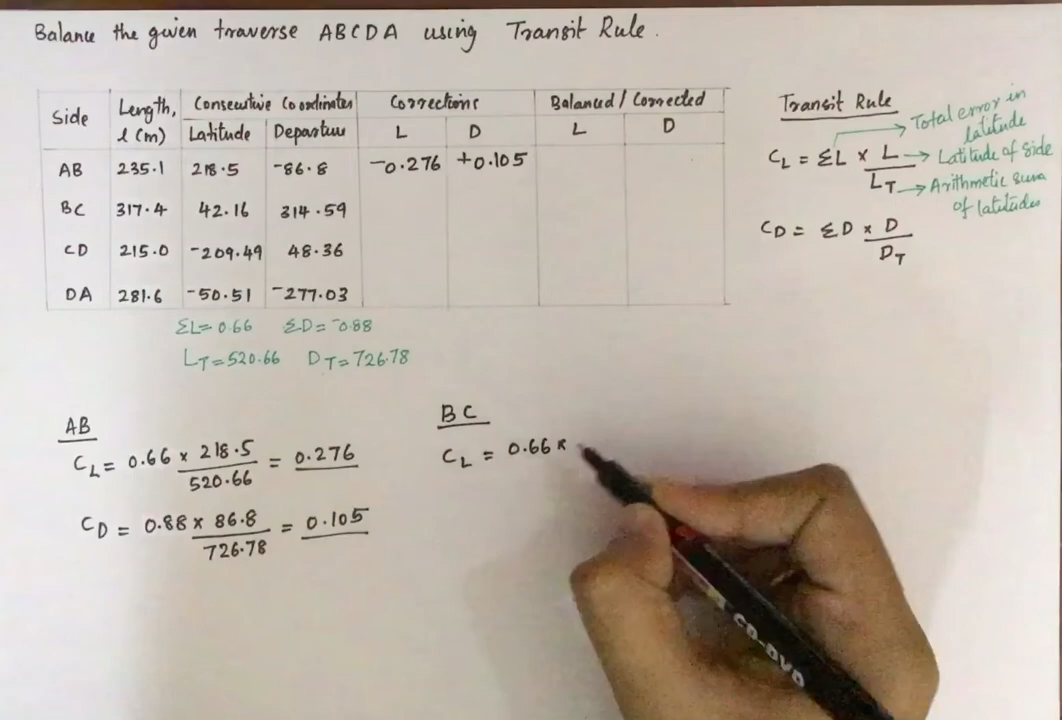 Balance the given traverse ABCDA using Transit Rule.
Side Length, l (m) Consecutive Coordinates Corrections Balanced / Corrected
Latitude Departure L D L D
AB 235.1 218.5 -86.8 -0.276 +0.105
BC 317.4 42.16 314.59
CD 215.0 -209.49 48.36
DA 281.6 -50.51 -277.03
ΣL= 0.66 ΣD= -0.88
LT=520.66 DT=726.78
Transit Rule
CL = ΣL × L/LT
Total error in latitude
Latitude of side
Arithmetic sum of latitudes
CD = ΣD × D/DT
AB
CL = 0.66 × 218.5/520.66 = 0.276
CD = 0.88 × 86.8/726.78 = 0.105
BC
CL = 0.66 ×
CD-DVD